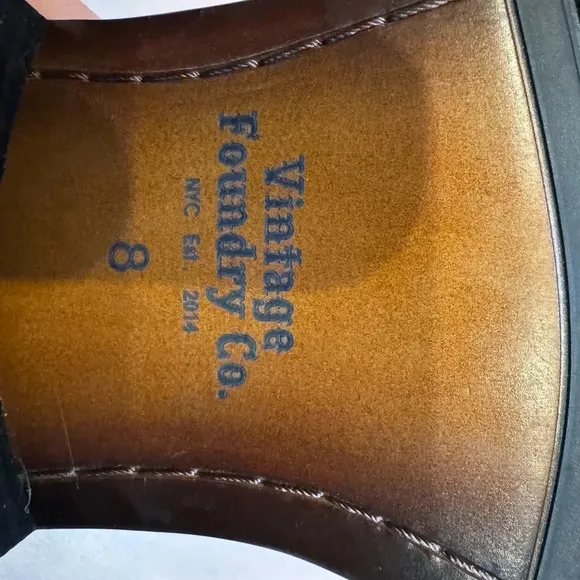 Vintage
Foundry Co.
NYC Est. 2014
8